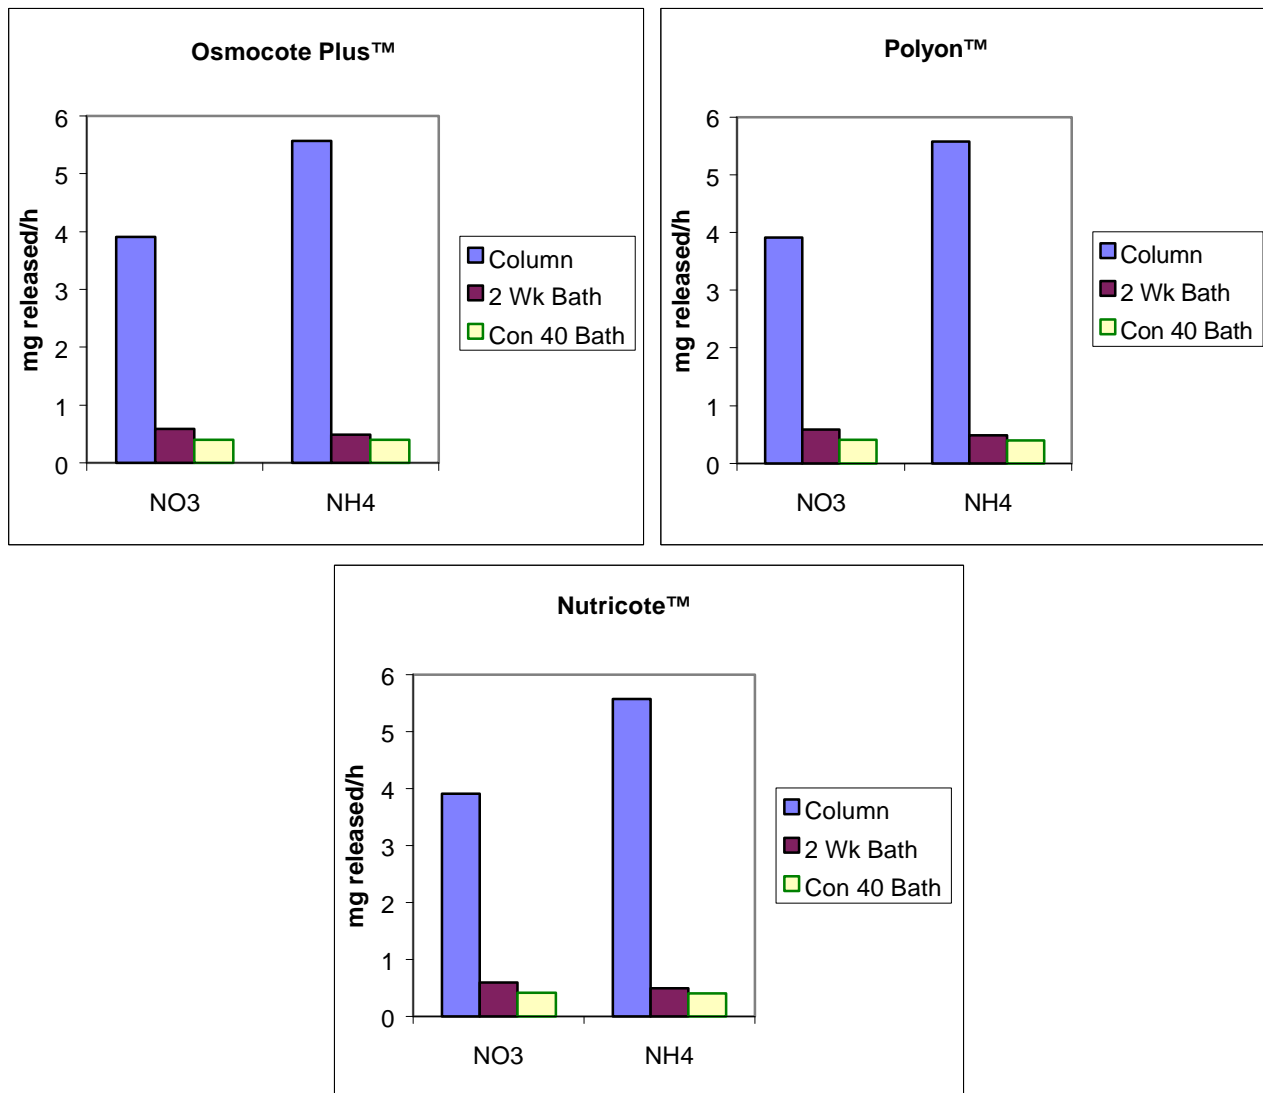 Osmocote Plus™
mg released/h
6
5
4
3
2
1
0
NO3 NH4
Column
2 Wk Bath
Con 40 Bath
Polyon™
mg released/h
6
5
4
3
2
1
0
NO3 NH4
Column
2 Wk Bath
Con 40 Bath
Nutricote™
mg released/h
6
5
4
3
2
1
0
NO3 NH4
Column
2 Wk Bath
Con 40 Bath